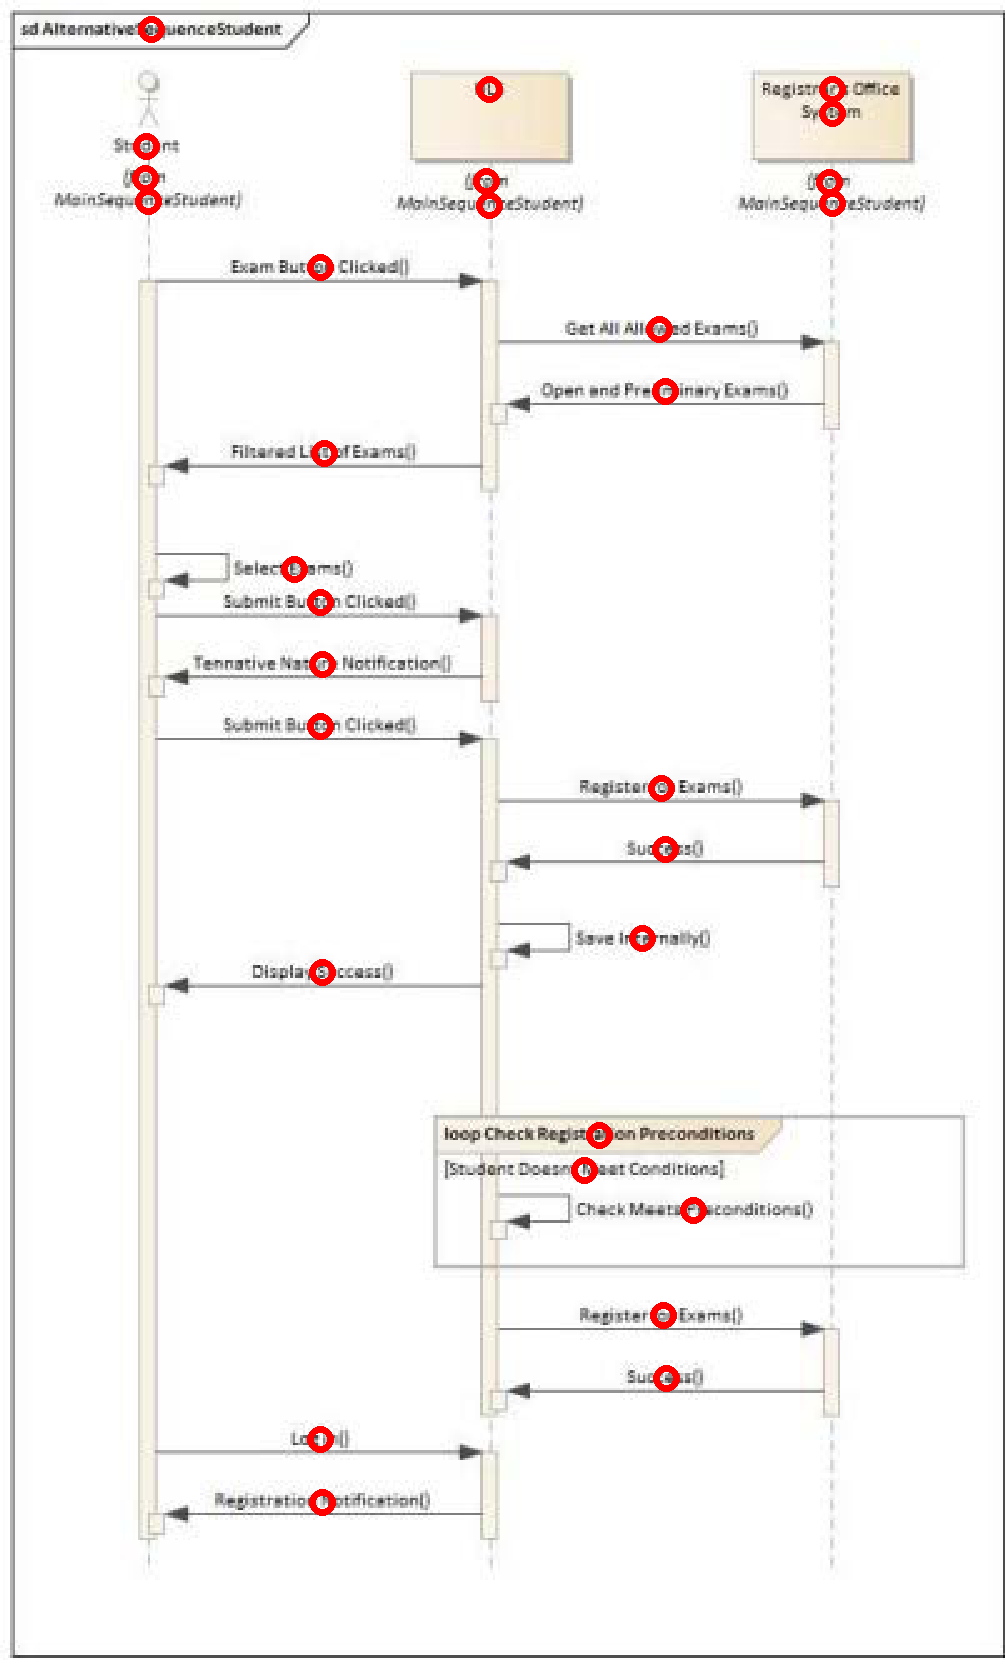 sd AlternativeSequenceStudent
Student
(from
MainSequenceStudent)
(from
MainSequenceStudent)
Registrar's Office
System
(from
MainSequenceStudent)
Exam Button Clicked()
Get All Allowed Exams()
Open and Preliminary Exams()
Filtered List of Exams()
Select Exams()
Submit Button Clicked()
Tennative Nature Notification()
Submit Button Clicked()
Register for Exams()
Success()
Save Internally()
Display Success()
loop Check Registration Preconditions
[Student Doesn't Meet Conditions]
Check Meets Preconditions()
Register for Exams()
Success()
Log in()
Registration Notification()